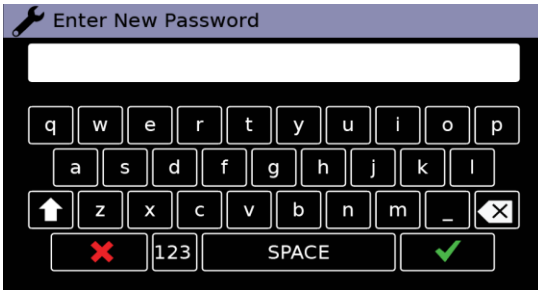 Enter New Password
q w e r t y u i o p
a s d f g h j k l
z x c v b n m _
123 SPACE